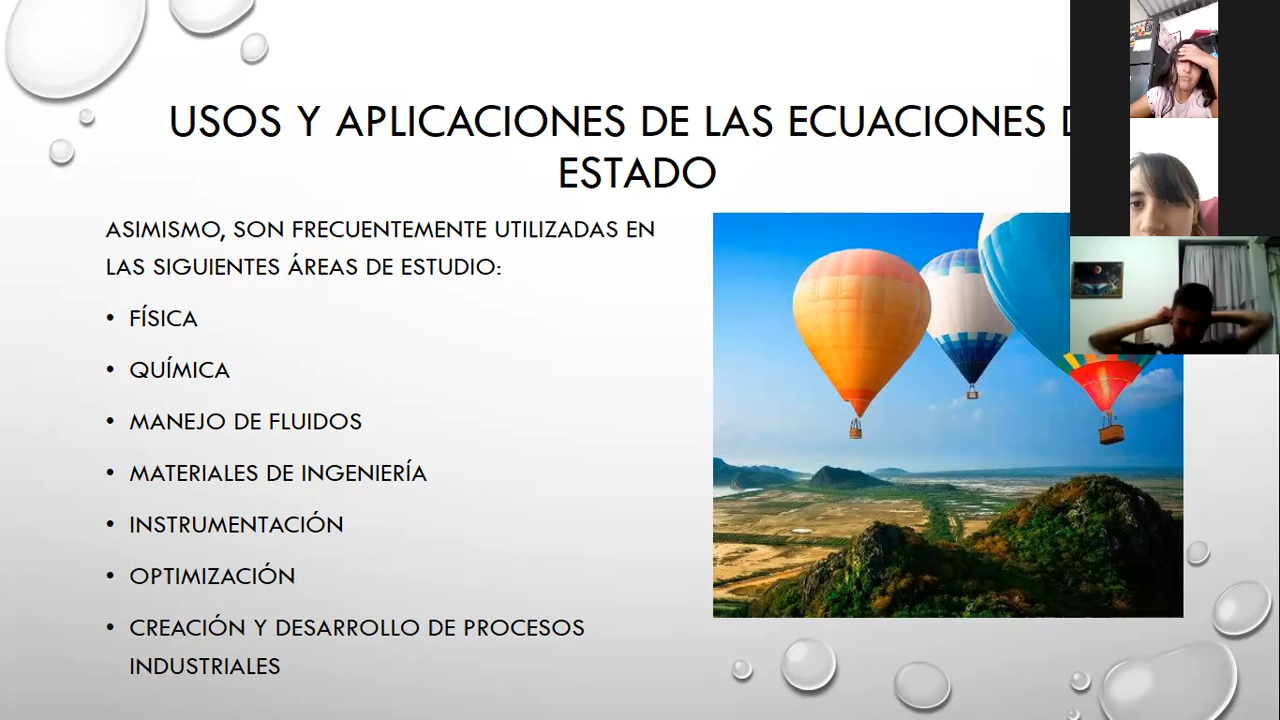 USOS Y APLICACIONES DE LAS ECUACIONES
ESTADO
ASIMISMO, SON FRECUENTEMENTE UTILIZADAS EN
LAS SIGUIENTES ÁREAS DE ESTUDIO:
• FÍSICA
• QUÍMICA
• MANEJO DE FLUIDOS
• MATERIALES DE INGENIERÍA
• INSTRUMENTACIÓN
• OPTIMIZACIÓN
• CREACIÓN Y DESARROLLO DE PROCESOS
INDUSTRIALES